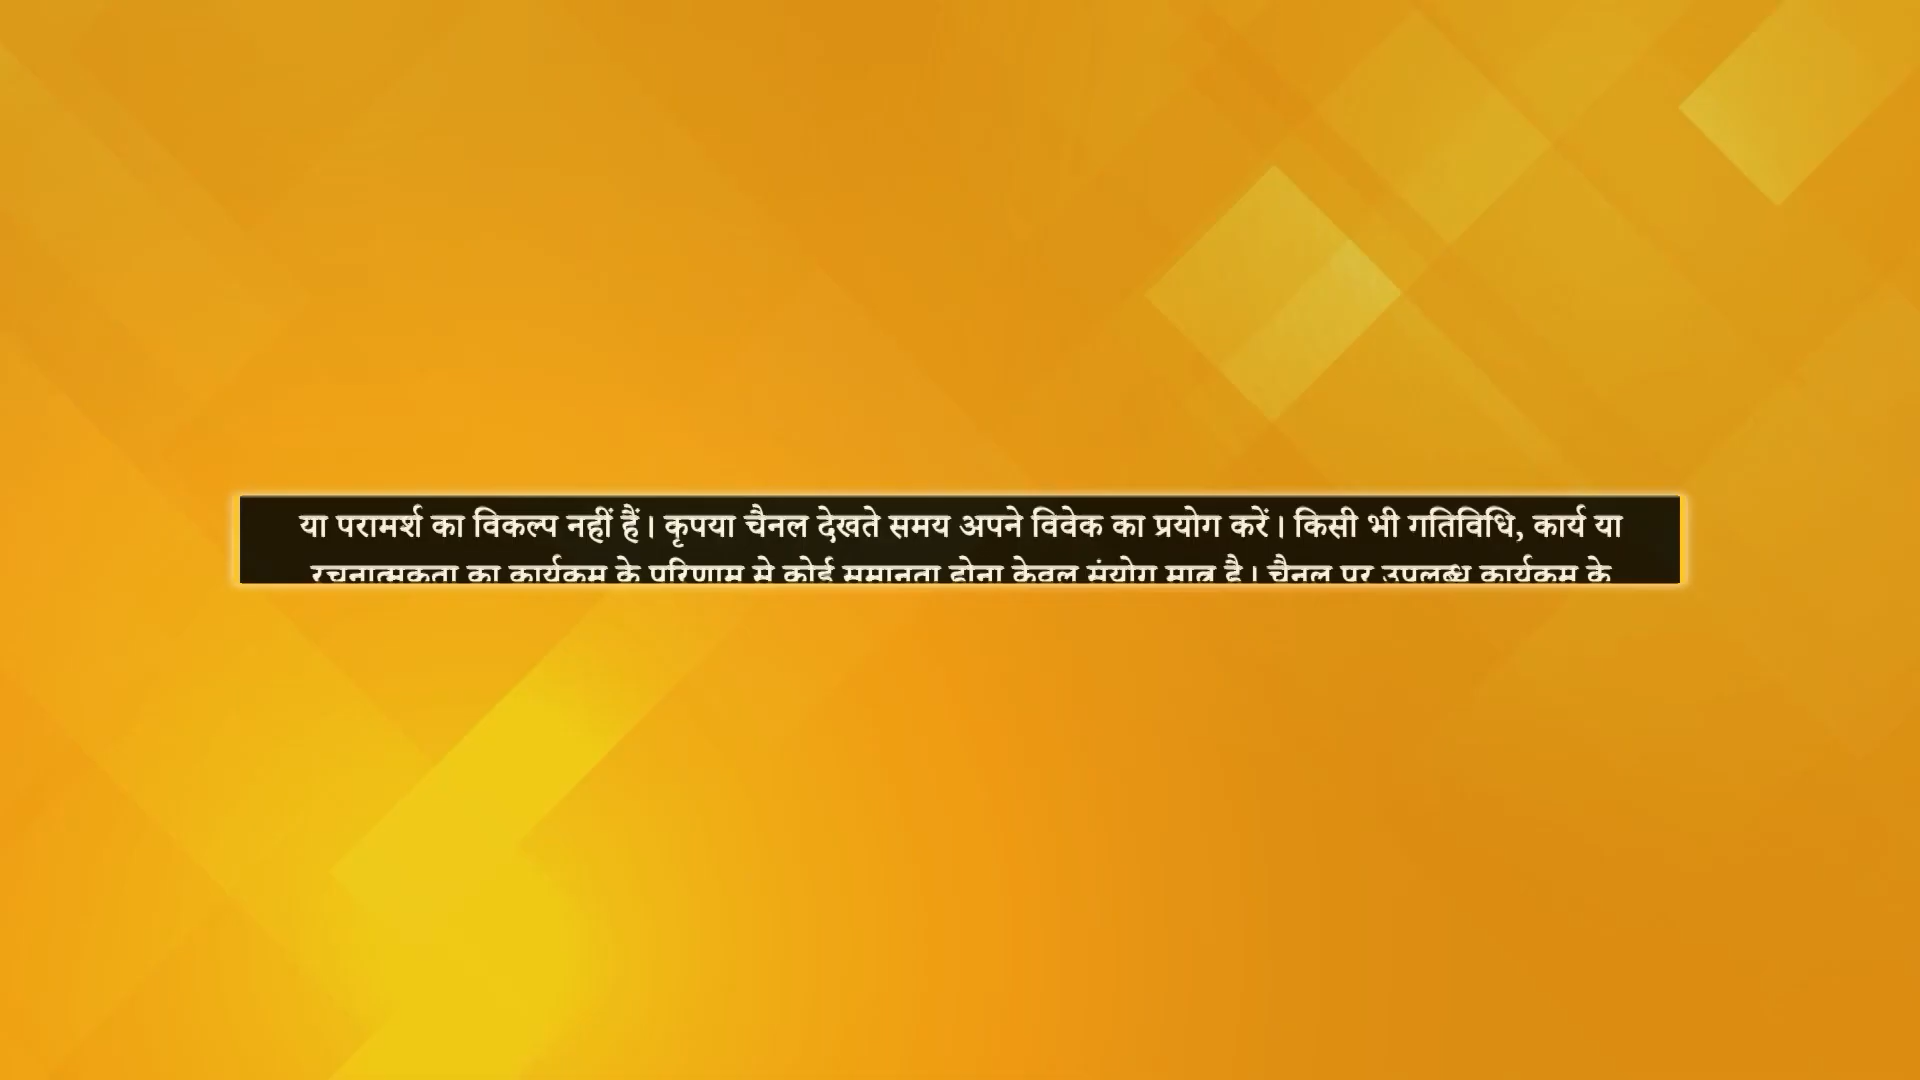 या परामर्श का विकल्प नहीं हैं। कृपया चैनल देखते समय अपने विवेक का प्रयोग करें। किसी भी गतिविधि, कार्य या
रचनात्मकता का कार्यक्रम के परिणाम से कोई समानता होना केवल संयोग मात्र है। चैनल पर उपलब्ध कार्यक्रम के